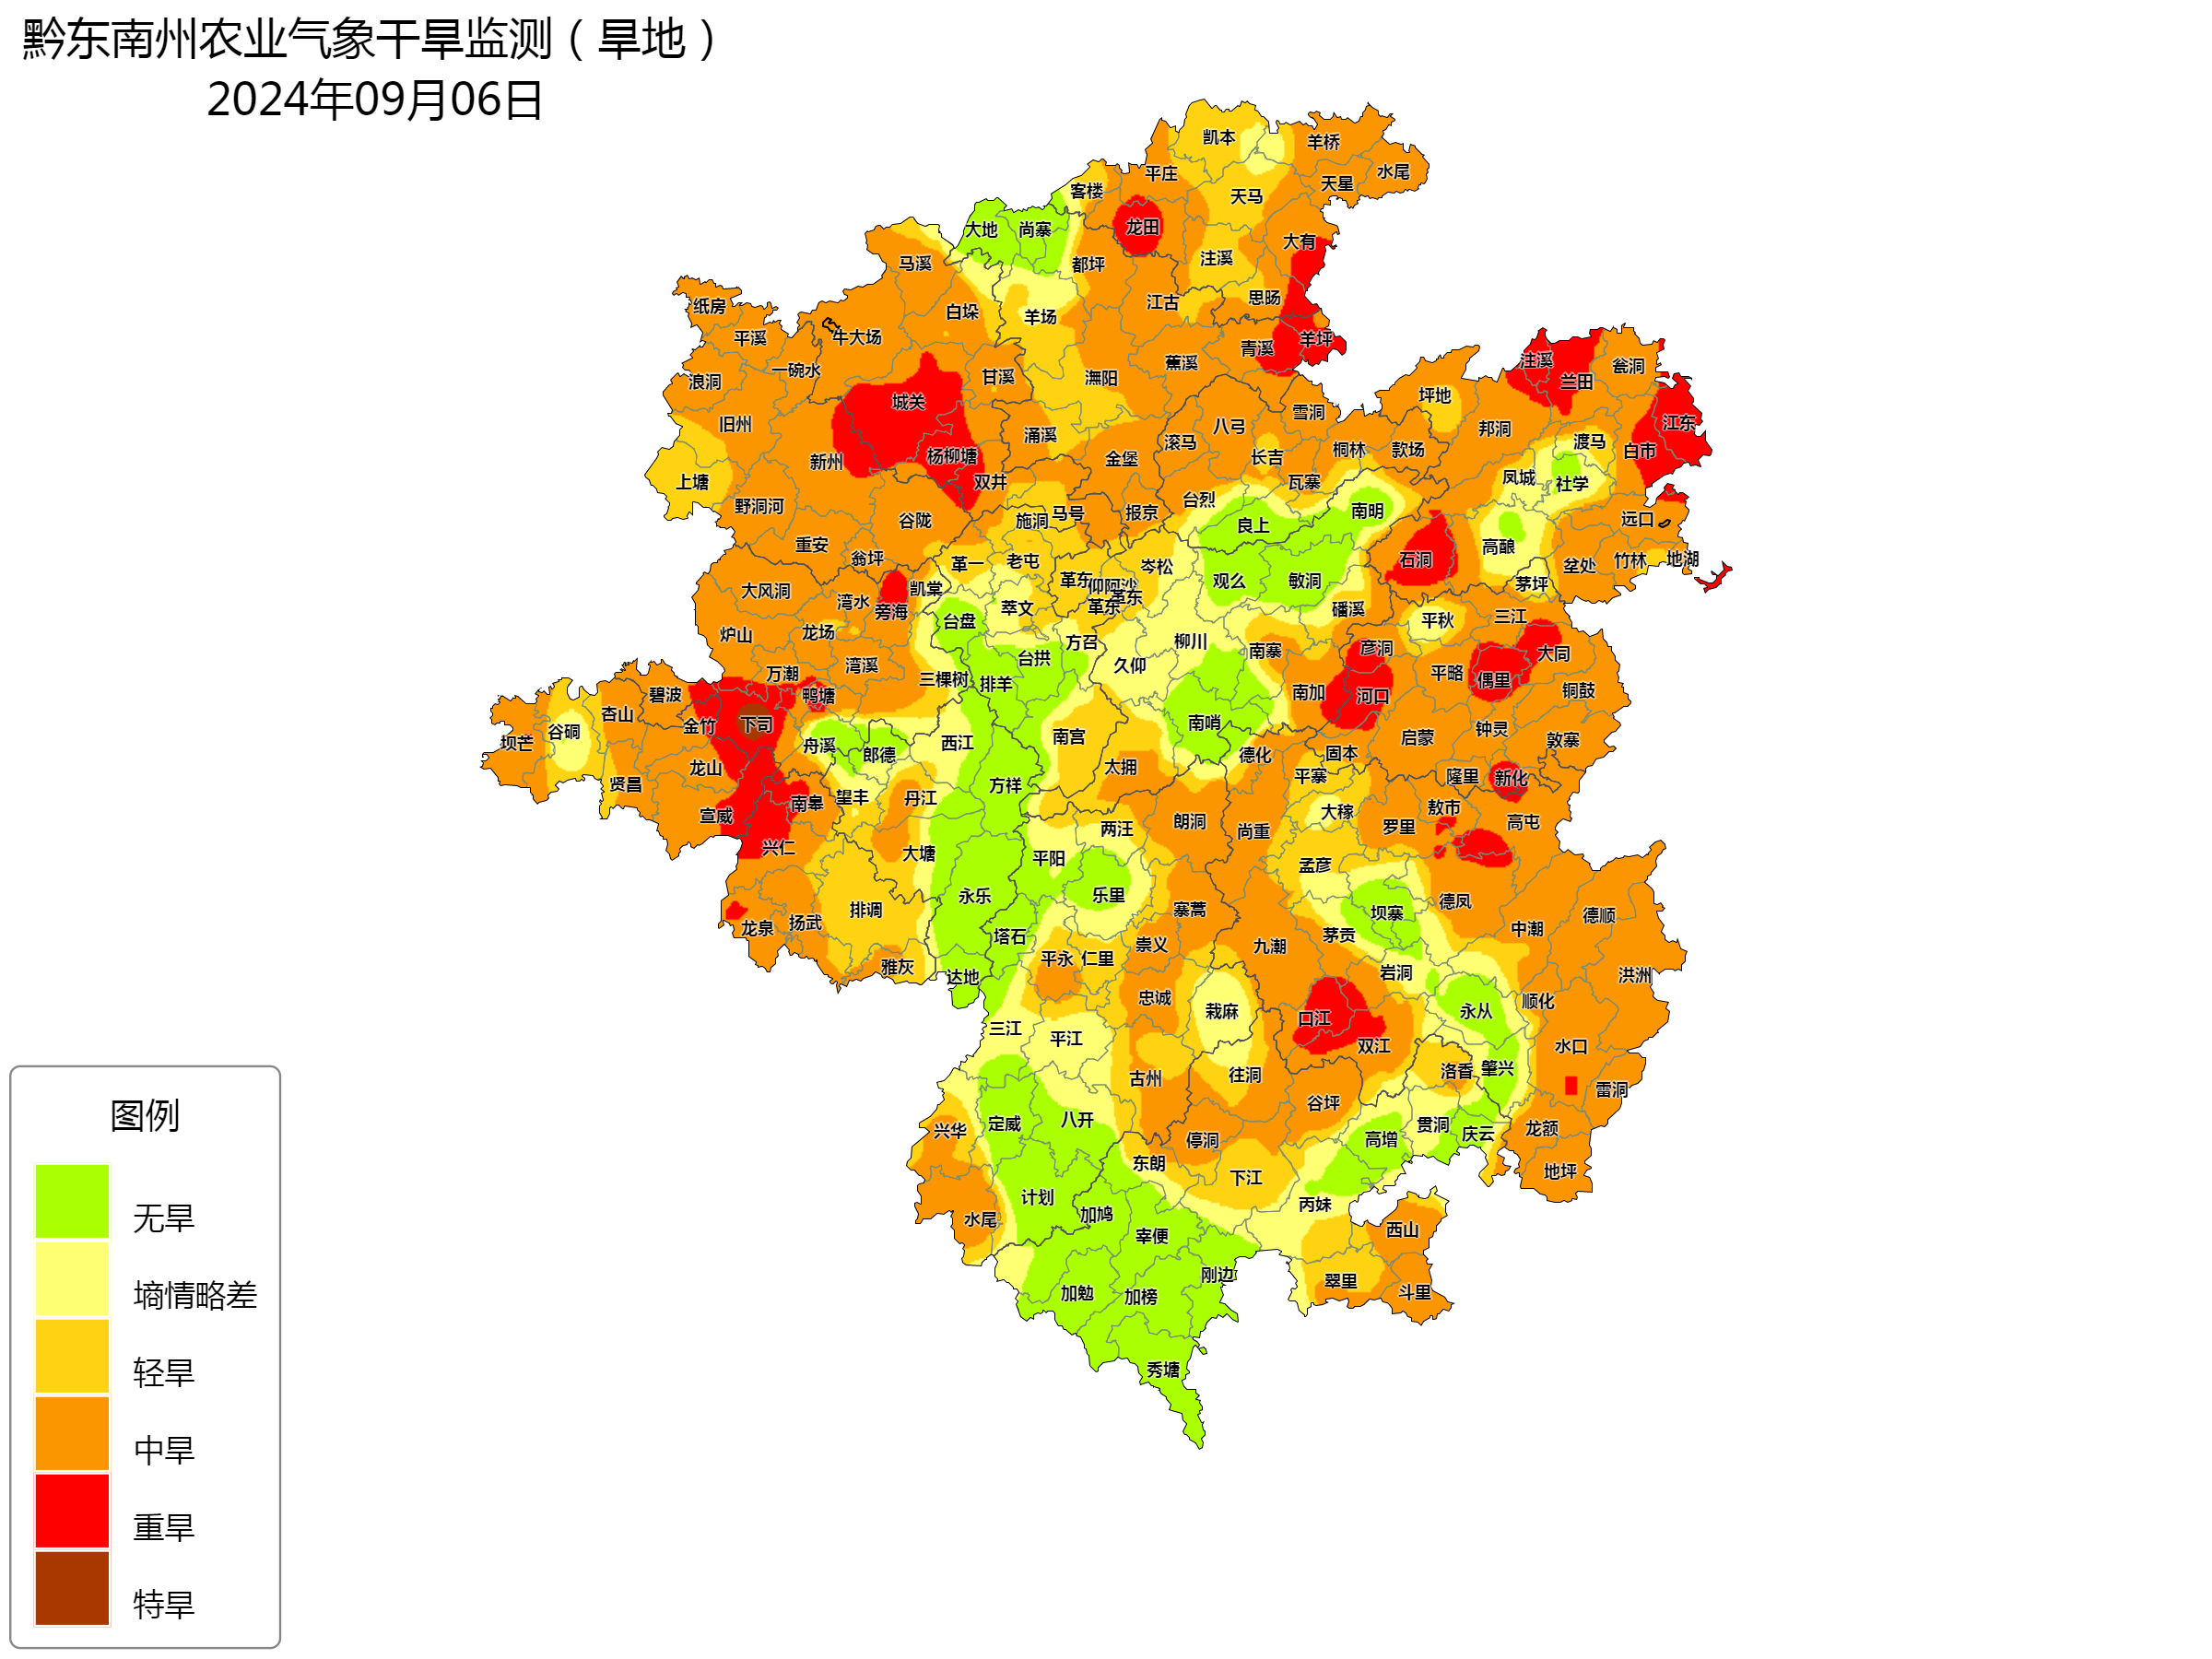 黔东南州农业气象干旱监测（旱地）
2024年09月06日
凯本
羊桥
平庄
水尾
天星
客楼
天马
大地
尚寨
龙田
大有
马溪
都坪
注溪
纸房
思旸
江古
白垛
羊场
平溪
牛大场
羊坪
青溪
注溪
蕉溪
瓮洞
一碗水
浪洞
甘溪
潕阳
兰田
坪地
城关
雪洞
江东
旧州
八弓
邦洞
涌溪
滚马
渡马
桐林
款场
白市
新州
杨柳塘
金堡
长吉
上塘
双井
瓦寨
凤城
社学
台烈
野洞河
南明
马号
报京
谷陇
施洞
良上
远口
重安
高酿
翁坪
革一
老屯
石洞
竹林
地湖
岑松
盆处
革东
仰阿沙
观么
敏洞
茅坪
大风洞
凯棠
革东
湾水
萃文
革东
旁海
磻溪
三江
台盘
平秋
炉山
龙场
方召
柳川
彦洞
南寨
大同
台拱
湾溪
久仰
万潮
平略
三棵树
排羊
偶里
铜鼓
碧波
鸭塘
南加
河口
杏山
金竹
下司
南哨
谷硐
钟灵
坝芒
舟溪
西江
南宫
启蒙
敦寨
郎德
德化
固本
龙山
太拥
平寨
隆里
新化
贤昌
方祥
望丰
丹江
南皋
敖市
大稼
宣威
朗洞
高屯
两汪
尚重
罗里
兴仁
大塘
平阳
孟彦
永乐
乐里
德凤
排调
寨蒿
坝寨
德顺
扬武
龙泉
中潮
塔石
茅贡
崇义
九潮
平永
仁里
雅灰
岩洞
达地
洪洲
忠诚
顺化
栽麻
永从
口江
三江
平江
双江
水口
洛香
肇兴
往洞
古州
雷洞
谷坪
八开
定威
贯洞
龙额
兴华
庆云
停洞
高增
东朗
地坪
下江
计划
丙妹
加鸠
水尾
西山
宰便
刚边
翠里
斗里
加勉
加榜
秀塘
图例
无旱
墒情略差
轻旱
中旱
重旱
特旱